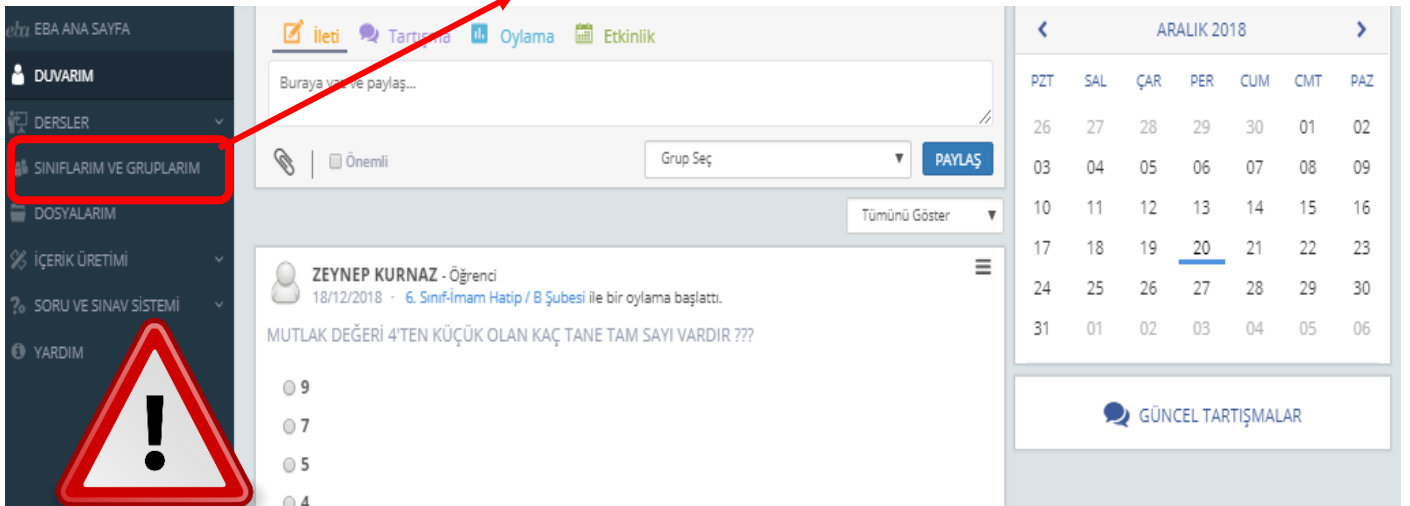 eba EBA ANA SAYFA
DUVARIM
DERSLER
SINIFLARIM VE GRUPLARIM
DOSYALARIM
İÇERİK ÜRETİMİ
SORU VE SINAV SİSTEMİ
YARDIM
!
İleti Tartışma Oylama Etkinlik
Buraya yaz ve paylaş...
Önemli Grup Seç PAYLAŞ
Tümünü Göster
ZEYNEP KURNAZ - Öğrenci
18/12/2018 · 6. Sınıf-İmam Hatip / B Şubesi ile bir oylama başlattı.
MUTLAK DEĞERİ 4'TEN KÜÇÜK OLAN KAÇ TANE TAM SAYI VARDIR ???
9
7
5
4
ARALIK 2018
PZT SAL ÇAR PER CUM CMT PAZ
26 27 28 29 30 01 02
03 04 05 06 07 08 09
10 11 12 13 14 15 16
17 18 19 20 21 22 23
24 25 26 27 28 29 30
31 01 02 03 04 05 06
GÜNCEL TARTIŞMALAR